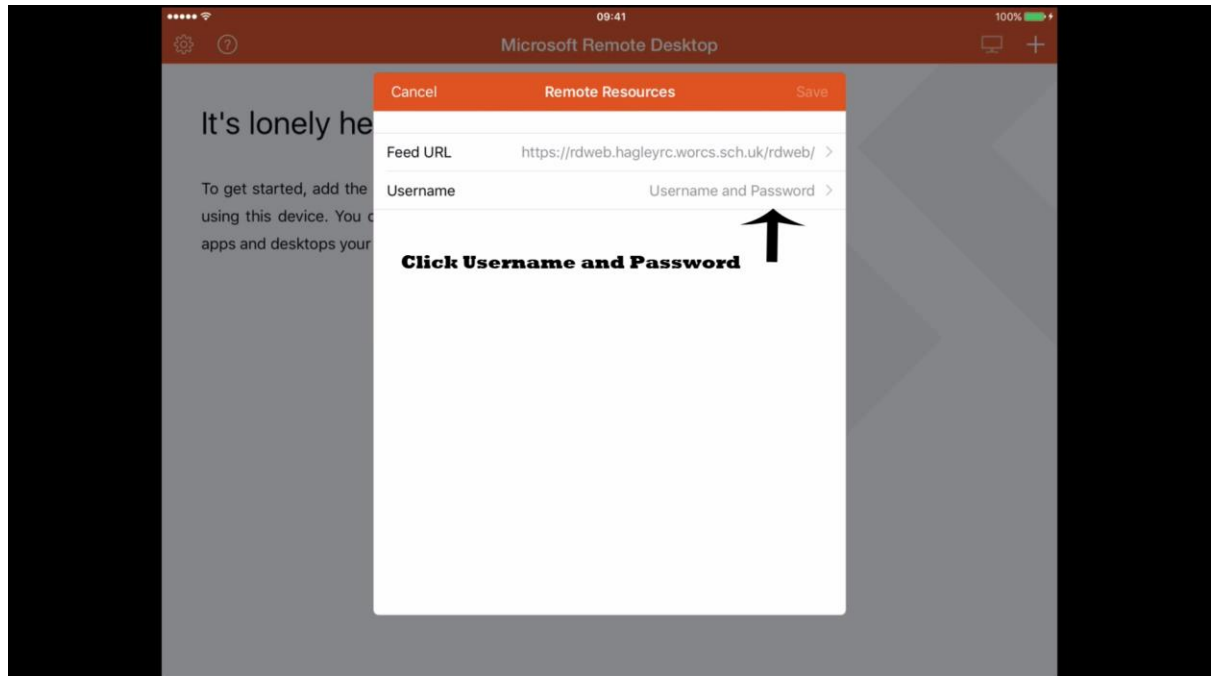 09:41
100%
Microsoft Remote Desktop
Cancel
Remote Resources
Save
It's lonely he
Feed URL https://rdweb.hagleyrc.worcs.sch.uk/rdweb/
To get started, add the
Username Username and Password
using this device. You
apps and desktops your
Click Username and Password